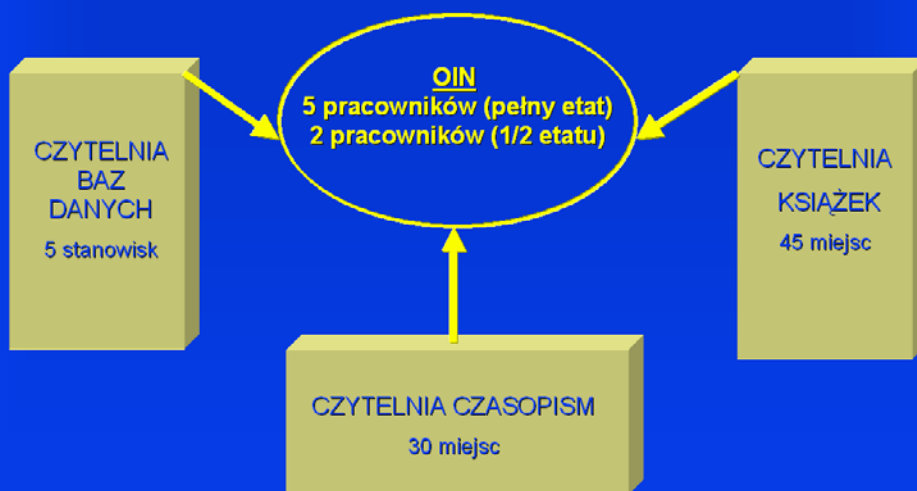 OIN
5 pracowników (pełny etat)
2 pracowników (1/2 etatu)
CZYTELNIA
BAZ
DANYCH
5 stanowisk
CZYTELNIA
KSIĄŻEK
45 miejsc
CZYTELNIA CZASOPISM
30 miejsc